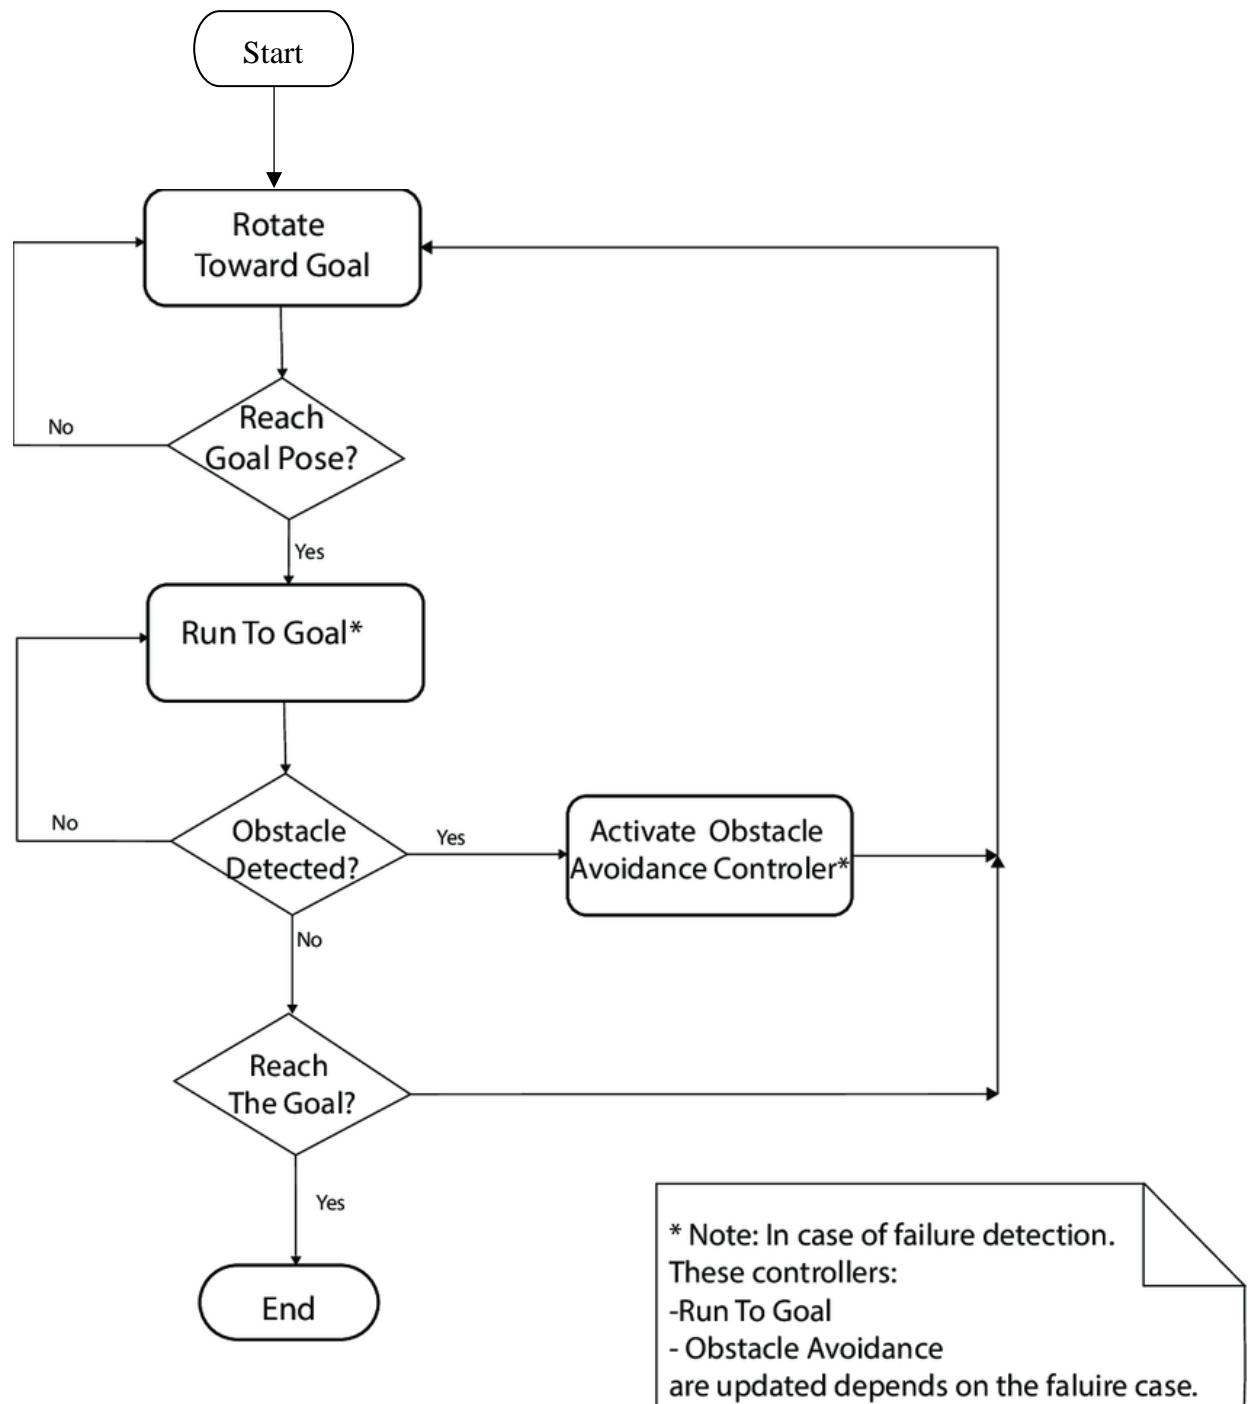 Start
Rotate
Toward Goal
Reach
Goal Pose?
No
Yes
Run To Goal*
No
Obstacle
Detected?
Yes
Activate Obstacle
Avoidance Controler*
No
Reach
The Goal?
Yes
End
* Note: In case of failure detection.
These controllers:
-Run To Goal
- Obstacle Avoidance
are updated depends on the faluire case.